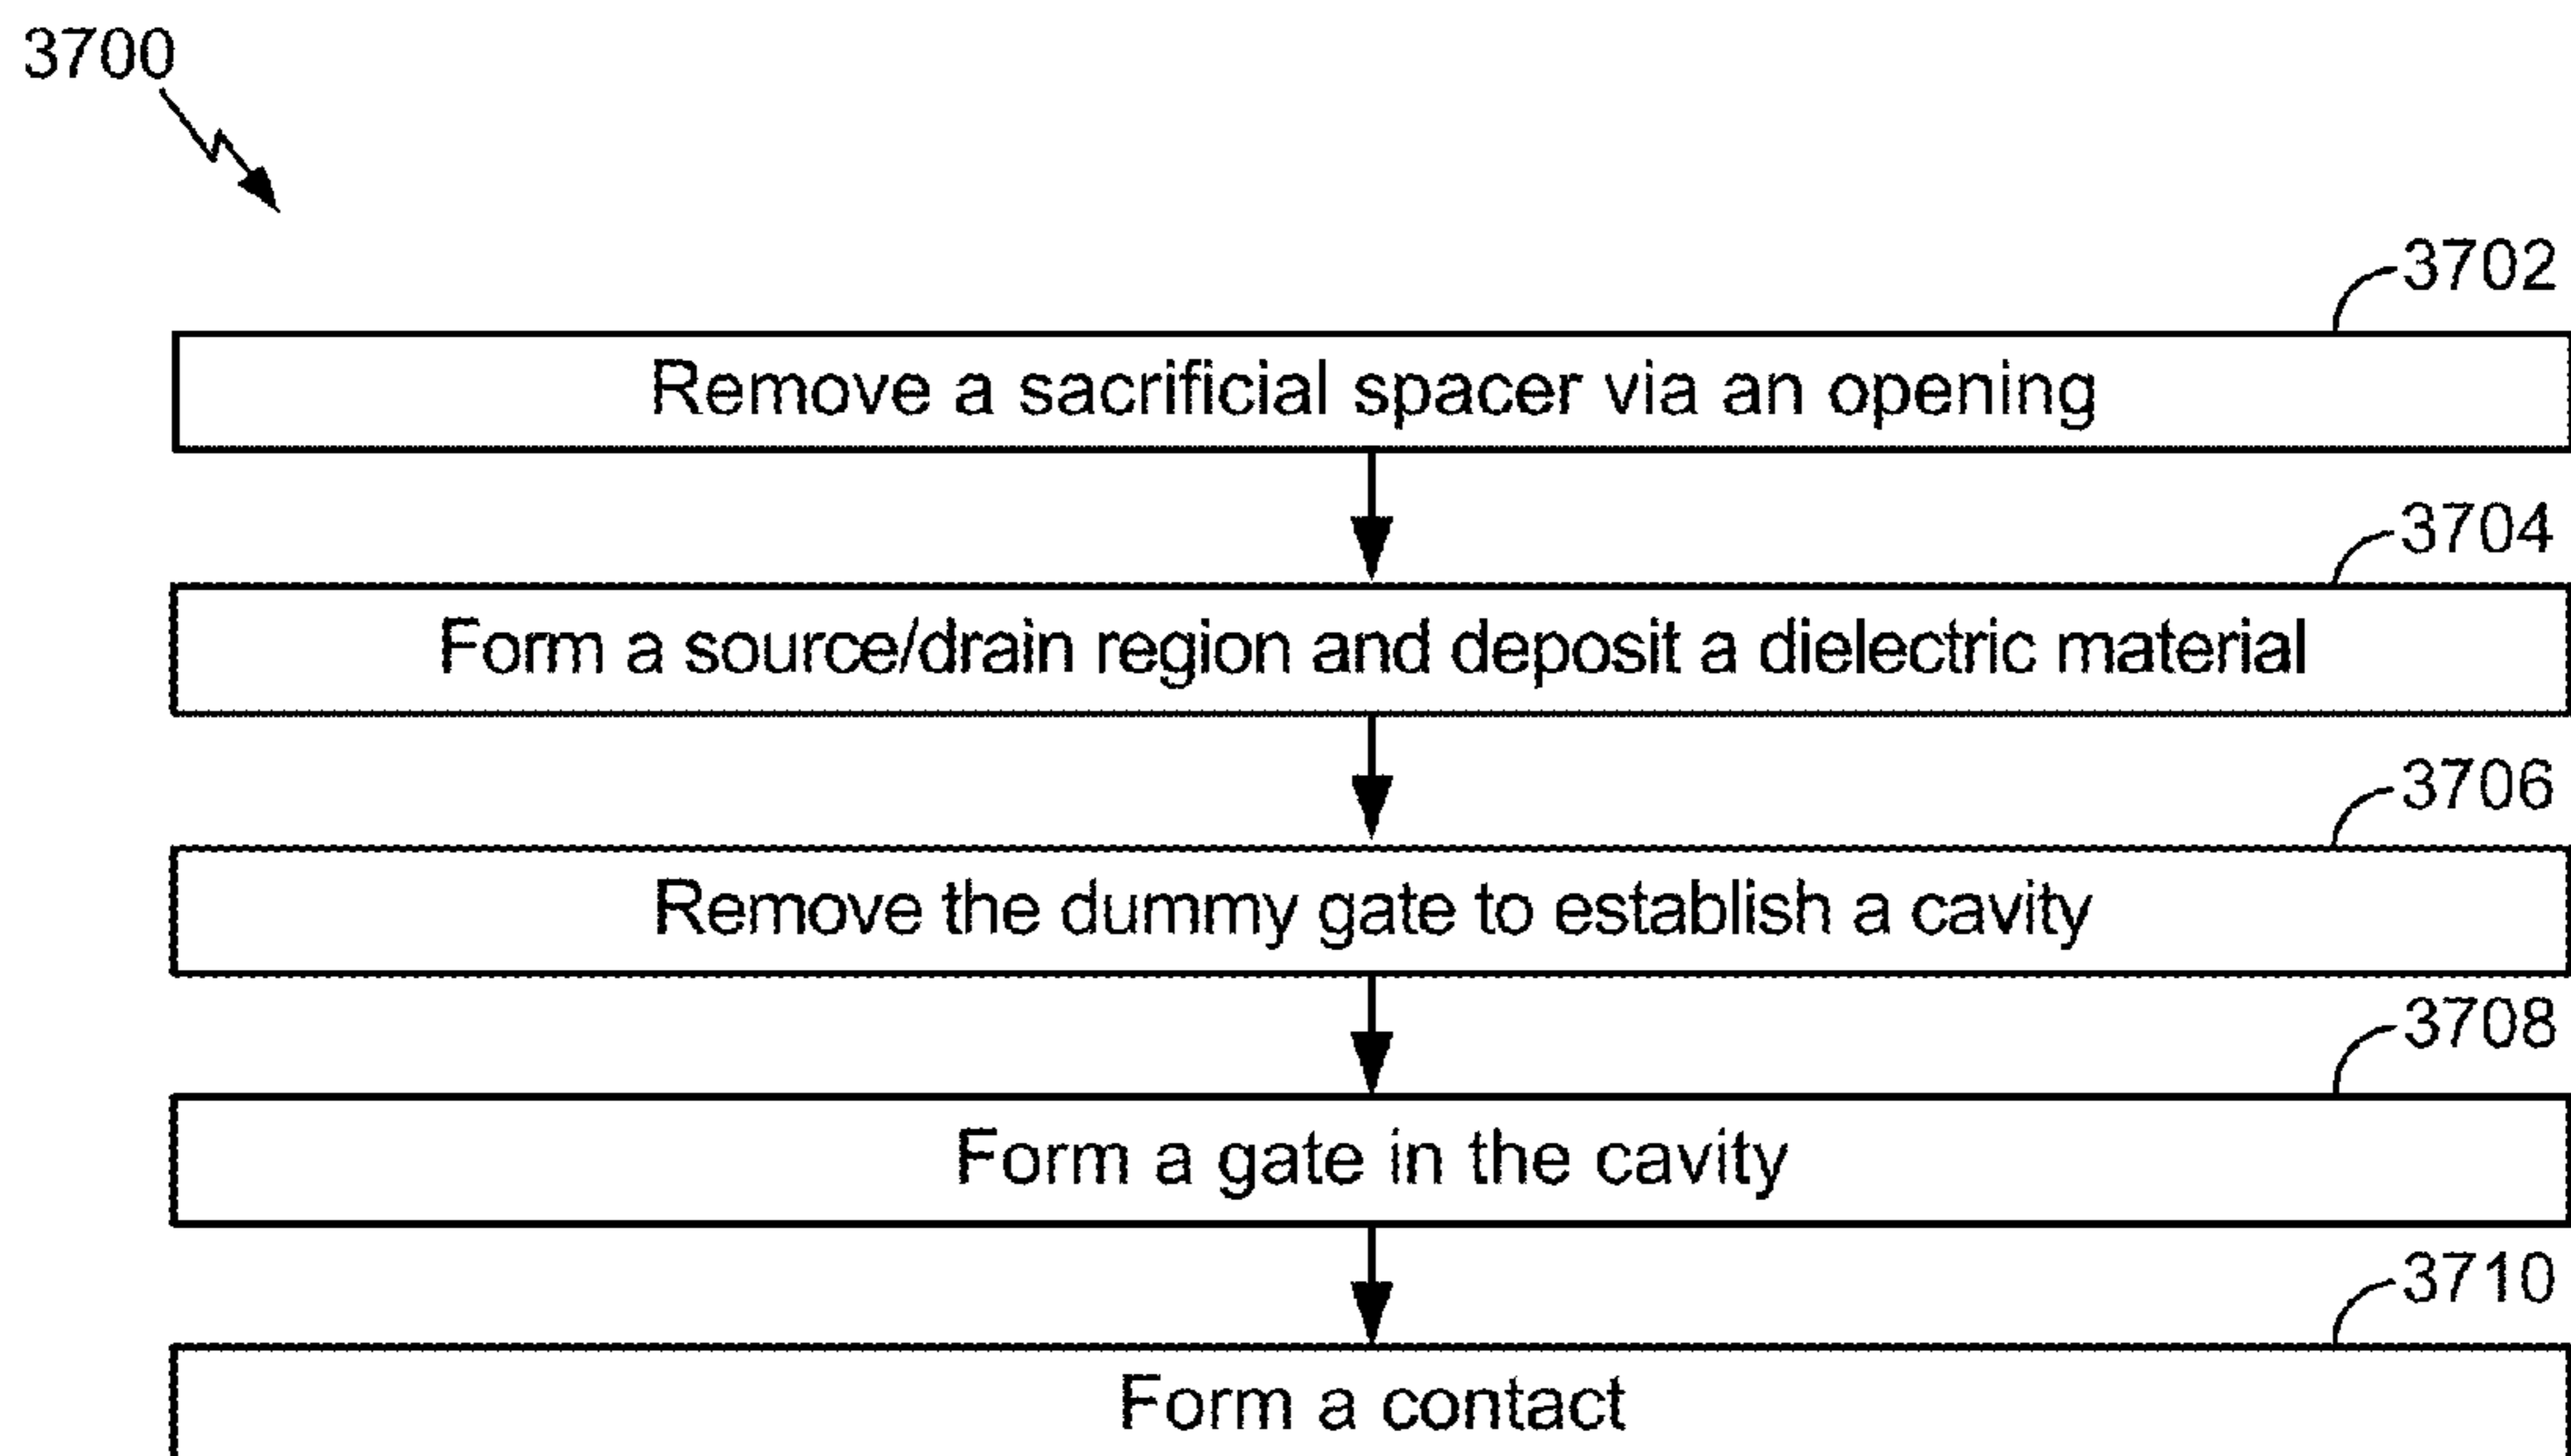 3700
3702
Remove a sacrificial spacer via an opening
3704
Form a source/drain region and deposit a dielectric material
3706
Remove the dummy gate to establish a cavity
3708
Form a gate in the cavity
3710
Form a contact